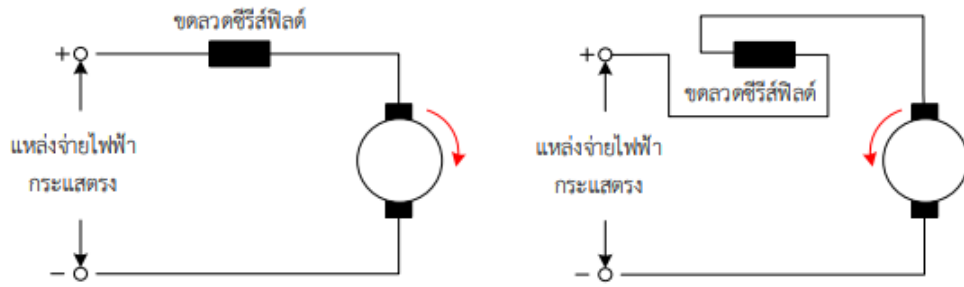 ขดลวดซีรีส์ฟิลด์
+
แหล่งจ่ายไฟฟ้า
กระแสตรง
−
+
ขดลวดซีรีส์ฟิลด์
แหล่งจ่ายไฟฟ้า
กระแสตรง
−